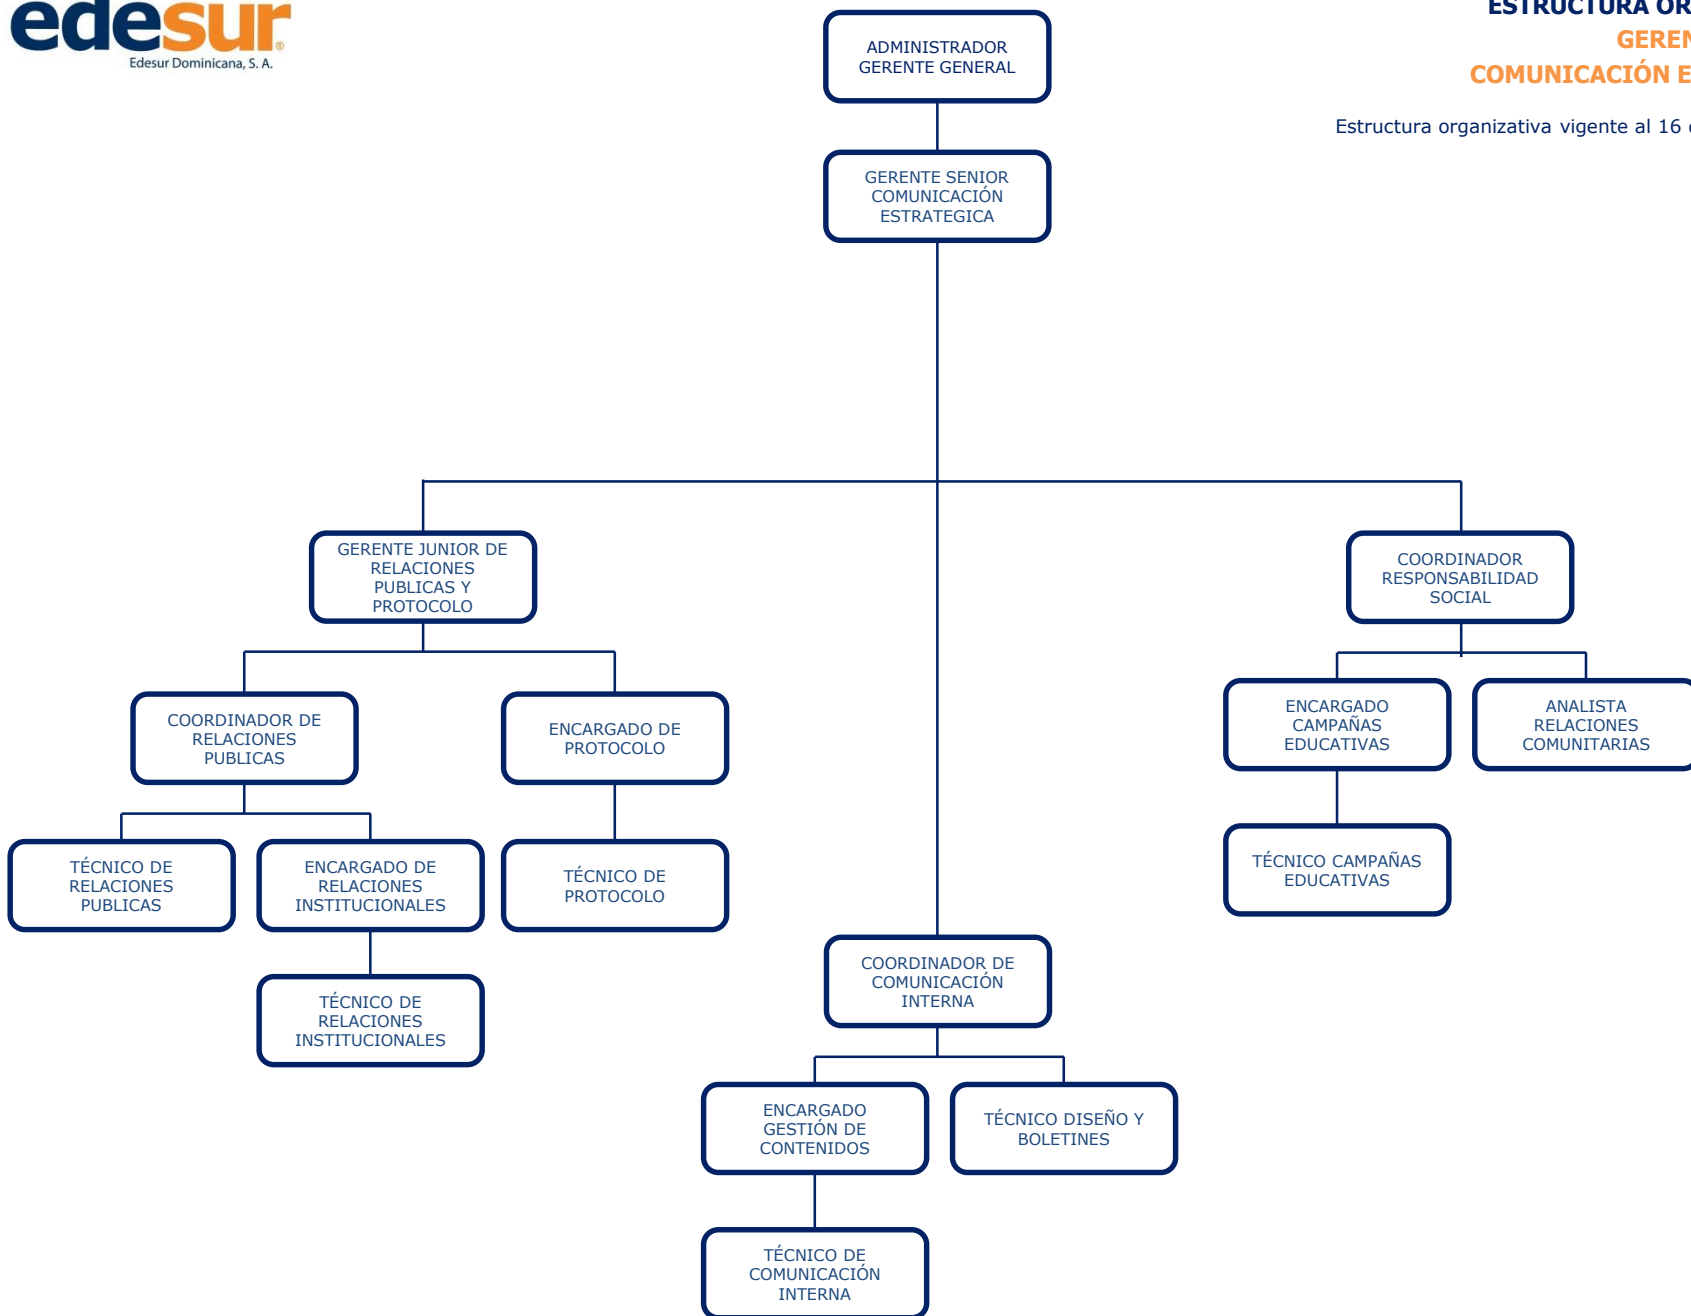 edesur
Edesur Dominicana, S. A.
ESTRUCTURA
COMUNICACIÓN
Estructura organizativa vigente al 16
ADMINISTRADOR
GERENTE GENERAL
GERENTE SENIOR
COMUNICACIÓN
ESTRATEGICA
GERENTE JUNIOR DE
RELACIONES
PUBLICAS Y
PROTOCOLO
COORDINADOR
RESPONSABILIDAD
SOCIAL
COORDINADOR DE
RELACIONES
PUBLICAS
ENCARGADO DE
PROTOCOLO
ENCARGADO
CAMPAÑAS
EDUCATIVAS
ANALISTA
RELACIONES
COMUNITARIAS
TÉCNICO DE
RELACIONES
PUBLICAS
ENCARGADO DE
RELACIONES
INSTITUCIONALES
TÉCNICO DE
PROTOCOLO
TÉCNICO CAMPAÑAS
EDUCATIVAS
TÉCNICO DE
RELACIONES
INSTITUCIONALES
COORDINADOR DE
COMUNICACIÓN
INTERNA
ENCARGADO
GESTIÓN DE
CONTENIDOS
TÉCNICO DISEÑO Y
BOLETINES
TÉCNICO DE
COMUNICACIÓN
INTERNA